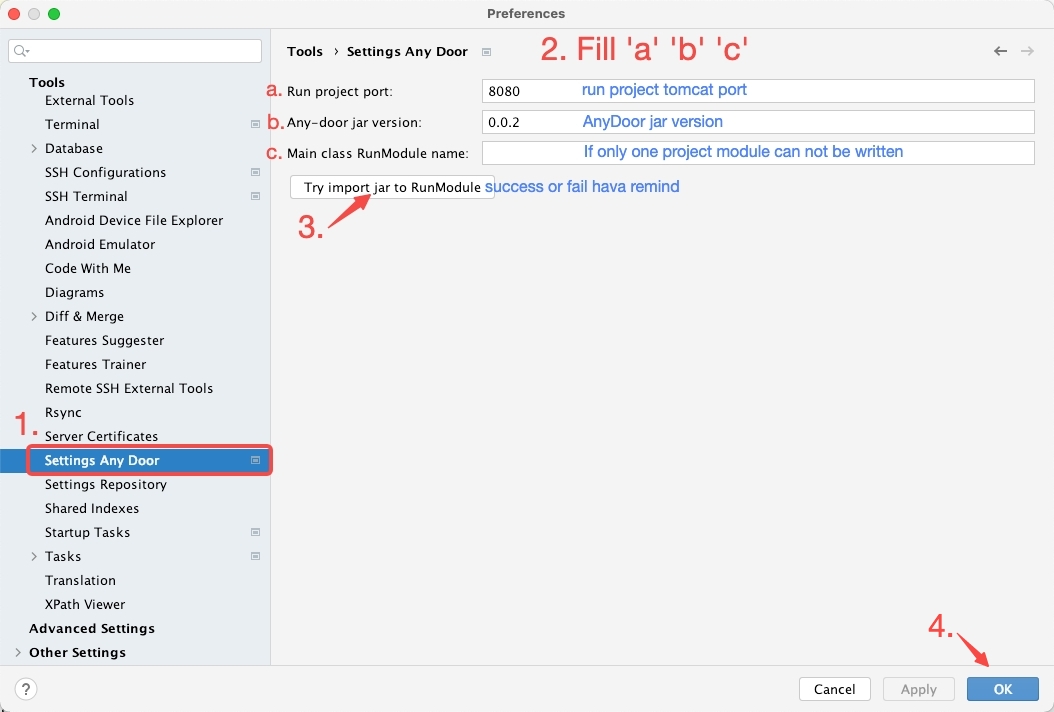 Preferences
Tools › Settings Any Door
2. Fill 'a' 'b' 'c'
Tools
External Tools
Terminal
Database
SSH Configurations
SSH Terminal
Android Device File Explorer
Android Emulator
Code With Me
Diagrams
Diff & Merge
Features Suggester
Features Trainer
Remote SSH External Tools
Rsync
1.
Server Certificates
Settings Any Door
Settings Repository
Shared Indexes
Startup Tasks
Tasks
Translation
XPath Viewer
Advanced Settings
Other Settings
a. Run project port: 8080 run project tomcat port
b. Any-door jar version: 0.0.2 AnyDoor jar version
c. Main class RunModule name: If only one project module can not be written
Try import jar to RunModule success or fail hava remind
3.
4.
? Cancel Apply OK